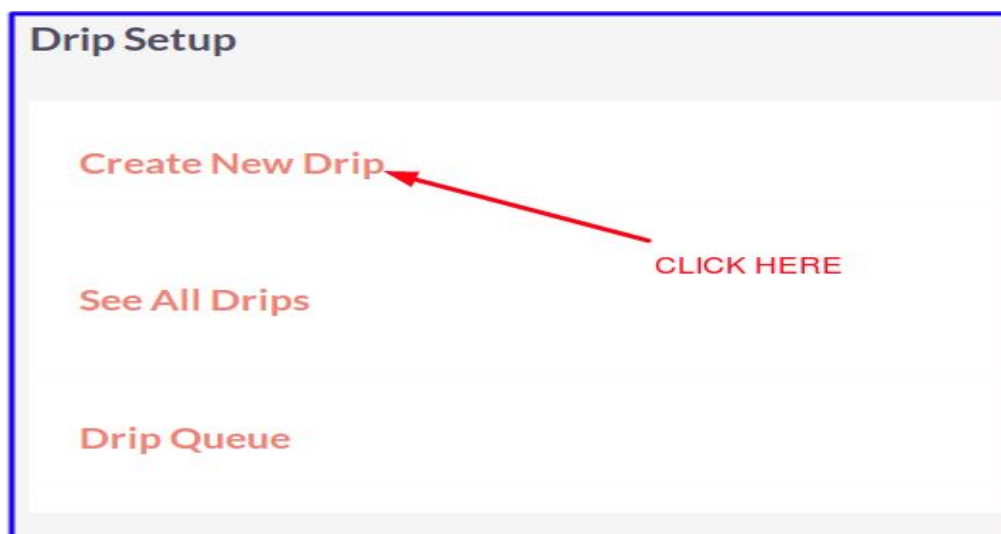 Drip Setup
Create New Drip
CLICK HERE
See All Drips
Drip Queue